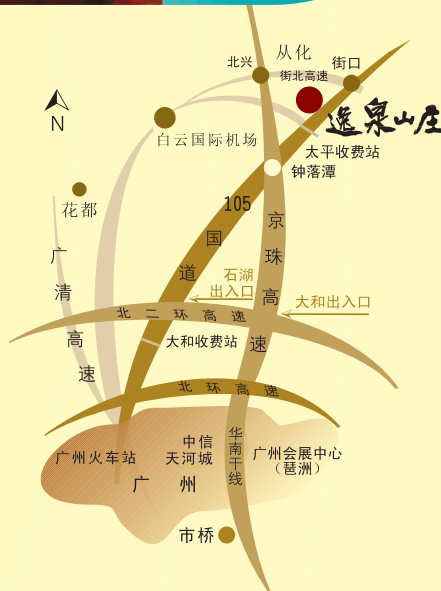 从化
北兴
街口
街北高速
逸泉山庄
N
白云国际机场
太平收费站
钟落潭
花都
105
国道
京珠高速
广清高速
石湖
出入口
大和出入口
北二环高速
大和收费站
北环高速
华南干线
中信
天河城
广州火车站
广州会展中心
（琶洲）
广州
市桥